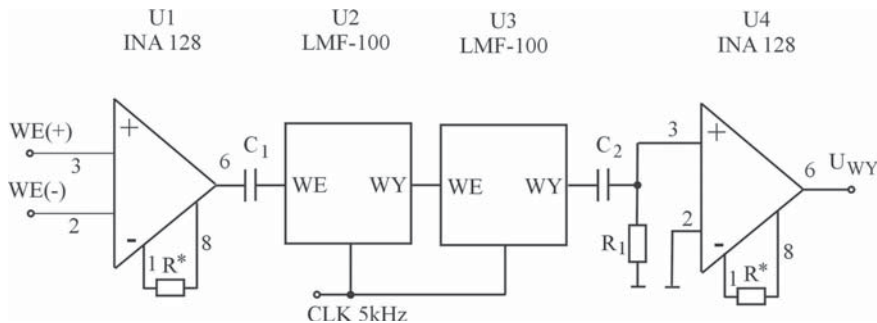 U1
INA 128
U2
LMF-100
U3
LMF-100
U4
INA 128
WE(+)
3
WE(-)
2
+
-
6
1
R*
8
C1
WE
WY
WE
WY
C2
R1
3
2
+
-
6
UWY
1
R*
8
CLK 5kHz